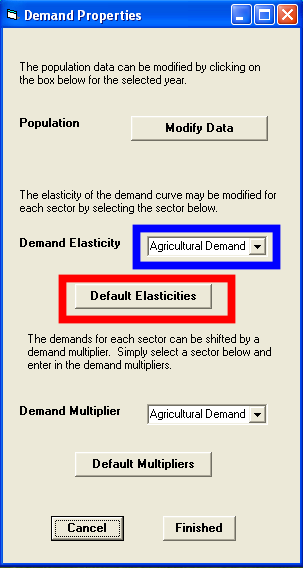 Demand Properties
The population data can be modified by clicking on
the box below for the selected year.
Population
Modify Data
The elasticity of the demand curve may be modified for
each sector by selecting the sector below.
Demand Elasticity
Agricultural Demand
Default Elasticities
The demands for each sector can be shifted by a
demand multiplier. Simply select a sector below and
enter in the demand multipliers.
Demand Multiplier
Agricultural Demand
Default Multipliers
Cancel
Finished